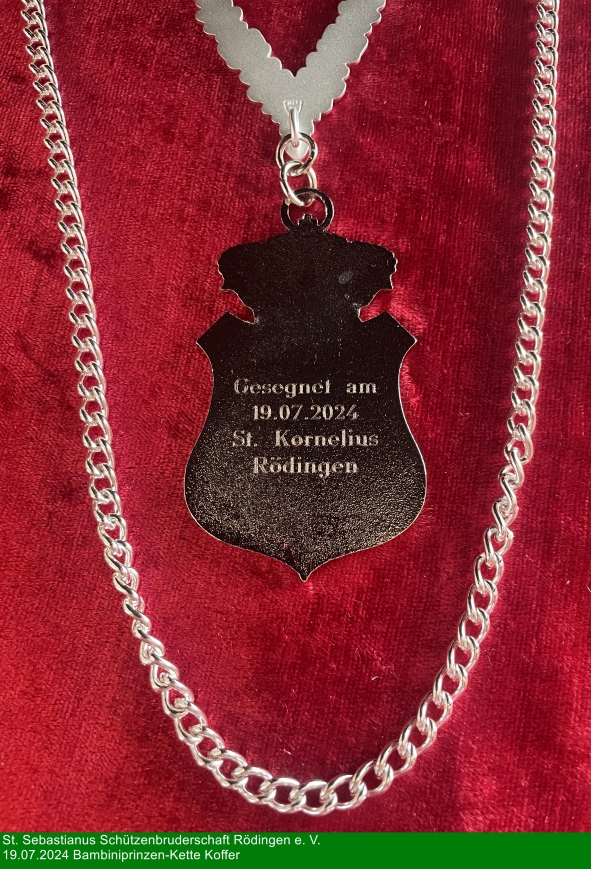 Gesegnet am
19.07.2024
St. Kornelius
Rödingen
St. Sebastianus Schützenbruderschaft Rödingen e. V.
19.07.2024 Bambiniprinzen-Kette Koffer